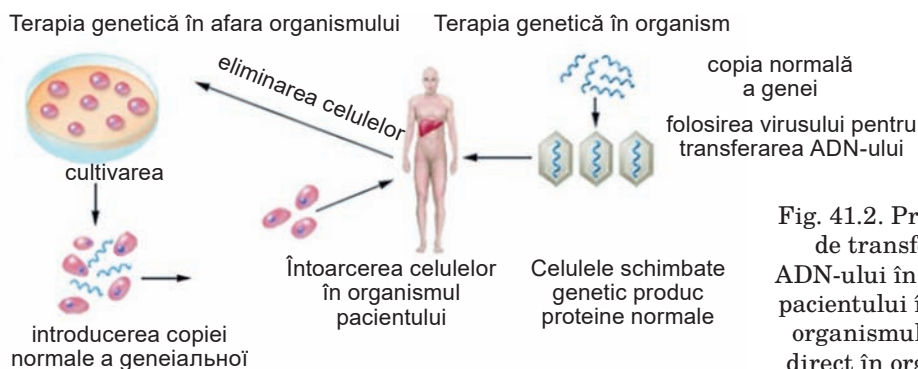 Terapia genetică în afara organismului
Terapia genetică în organism
eliminarea celulelor
copia normală
a genei
folosirea virusului pentru
transferarea ADN-ului
cultivarea
Întoarcerea celulelor
în organismul
pacientului
Celulele schimbate
genetic produc
proteine normale
introducerea copiei
normale a geneiальної
Fig. 41.2. Pr
de transfe
ADN-ului în
pacientului î
organismul
direct în org